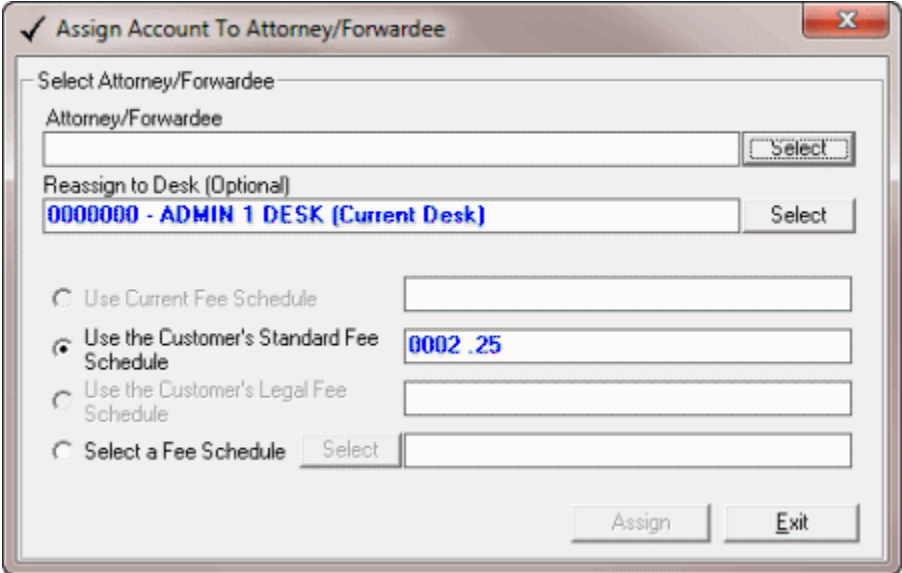 Assign Account To Attorney/Forwardee
Select Attorney/Forwardee
Attorney/Forwardee
Select
Reassign to Desk (Optional)
0000000 - ADMIN 1 DESK (Current Desk)
Select
Use Current Fee Schedule
Use the Customer's Standard Fee
Schedule
0002 .25
Use the Customer's Legal Fee
Schedule
Select a Fee Schedule
Select
Assign
Exit